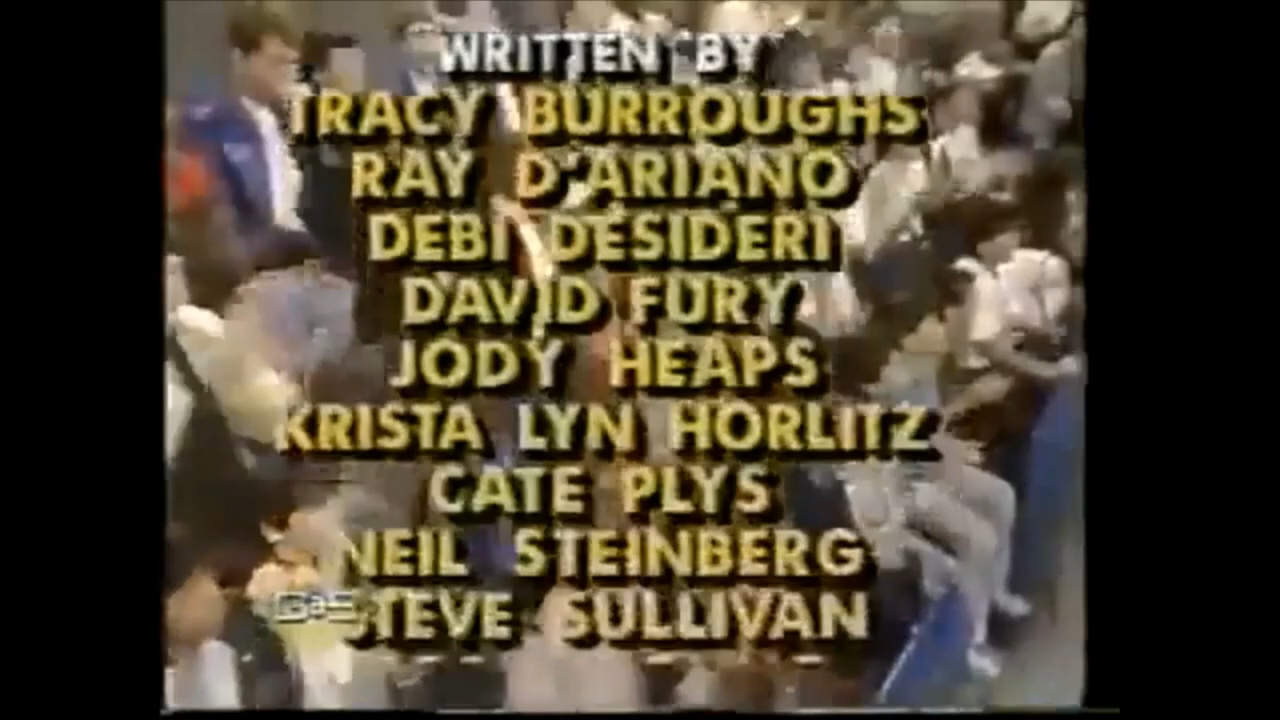 WRITTEN BY
TRACY BURROUGHS
RAY D'ARIANO
DEBI DESIDERI
DAVID FURY
JODY HEAPS
KRISTA LYN HORLITZ
CATE PLYS
NEIL STEINBERG
STEVE SULLIVAN
GaS